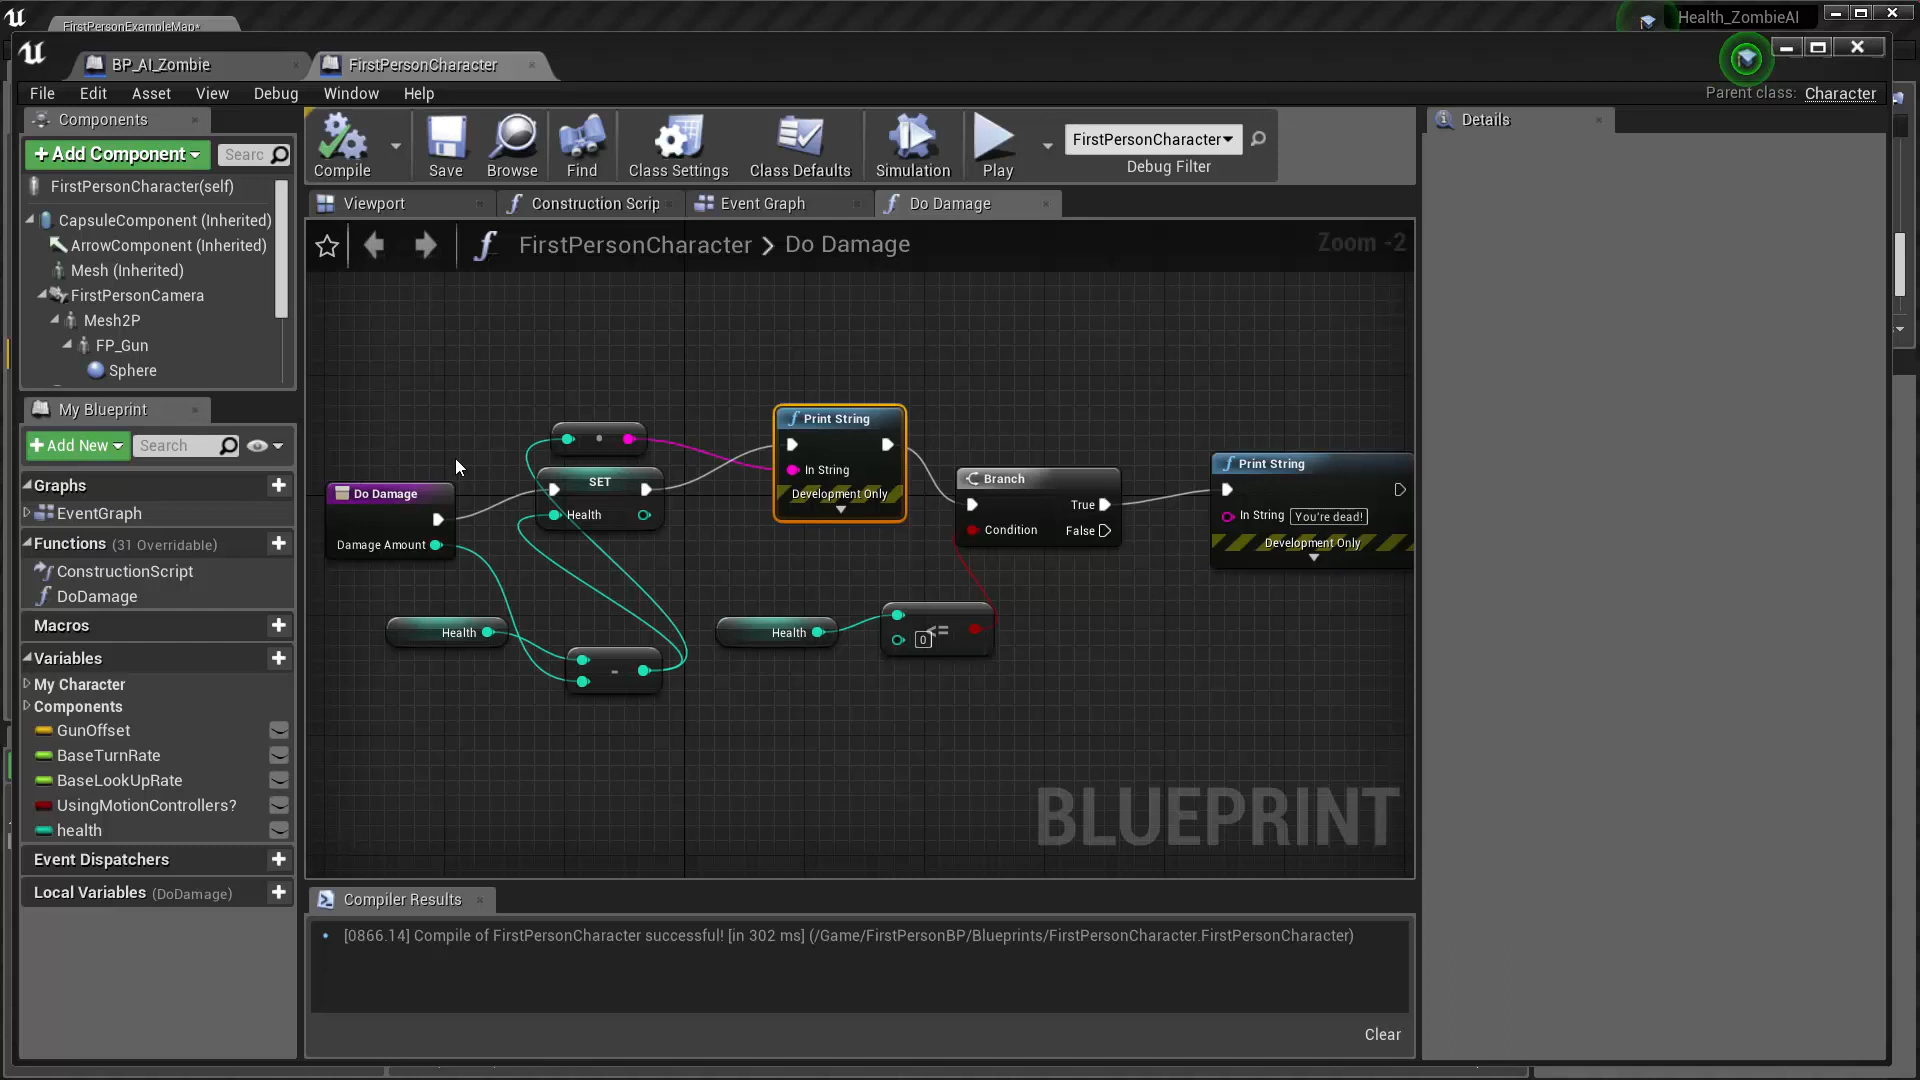 FirstPersonExampleMap*
Health_ZombieAI
BP_AI_Zombie
FirstPersonCharacter
File Edit Asset View Debug Window Help
Parent class: Character
Components
+ Add Component
Searc
FirstPersonCharacter(self)
CapsuleComponent (Inherited)
ArrowComponent (Inherited)
Mesh (Inherited)
FirstPersonCamera
Mesh2P
FP_Gun
Sphere
Compile
Save
Browse
Find
Class Settings
Class Defaults
Simulation
Play
FirstPersonCharacter
Debug Filter
Details
Viewport
Construction Scrip
Event Graph
Do Damage
FirstPersonCharacter > Do Damage
Zoom -2
My Blueprint
+ Add New
Search
Graphs
EventGraph
Functions (31 Overridable)
ConstructionScript
DoDamage
Macros
Variables
My Character
Components
GunOffset
BaseTurnRate
BaseLookUpRate
UsingMotionControllers?
health
Event Dispatchers
Local Variables (DoDamage)
Do Damage
Damage Amount
SET
Health
Print String
In String
Development Only
Branch
True
Condition
False
Print String
In String You're dead!
Development Only
Health
-
Health
<=
0
BLUEPRINT
Compiler Results
[0866.14] Compile of FirstPersonCharacter successful! [in 302 ms] (/Game/FirstPersonBP/Blueprints/FirstPersonCharacter.FirstPersonCharacter)
Clear